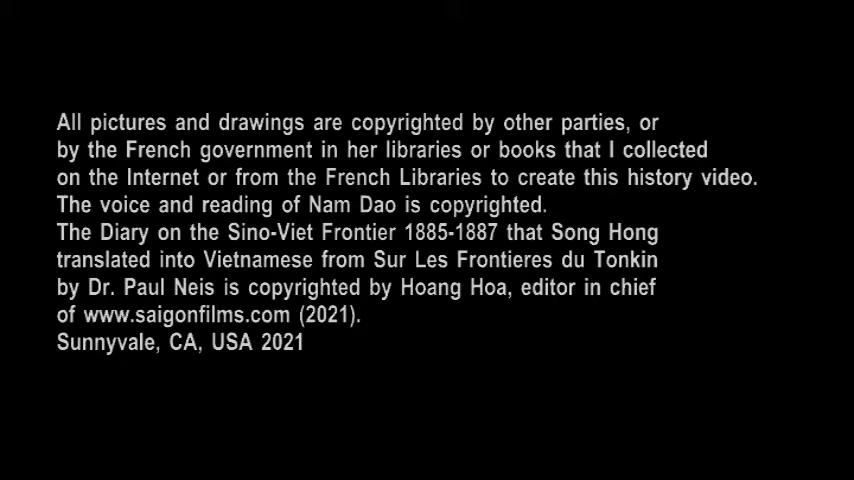 All pictures and drawings are copyrighted by other parties, or
by the French government in her libraries or books that I collected
on the Internet or from the French Libraries to create this history video.
The voice and reading of Nam Dao is copyrighted.
The Diary on the Sino-Viet Frontier 1885-1887 that Song Hong
translated into Vietnamese from Sur Les Frontieres du Tonkin
by Dr. Paul Neis is copyrighted by Hoang Hoa, editor in chief
of www.saigonfilms.com (2021).
Sunnyvale, CA, USA 2021